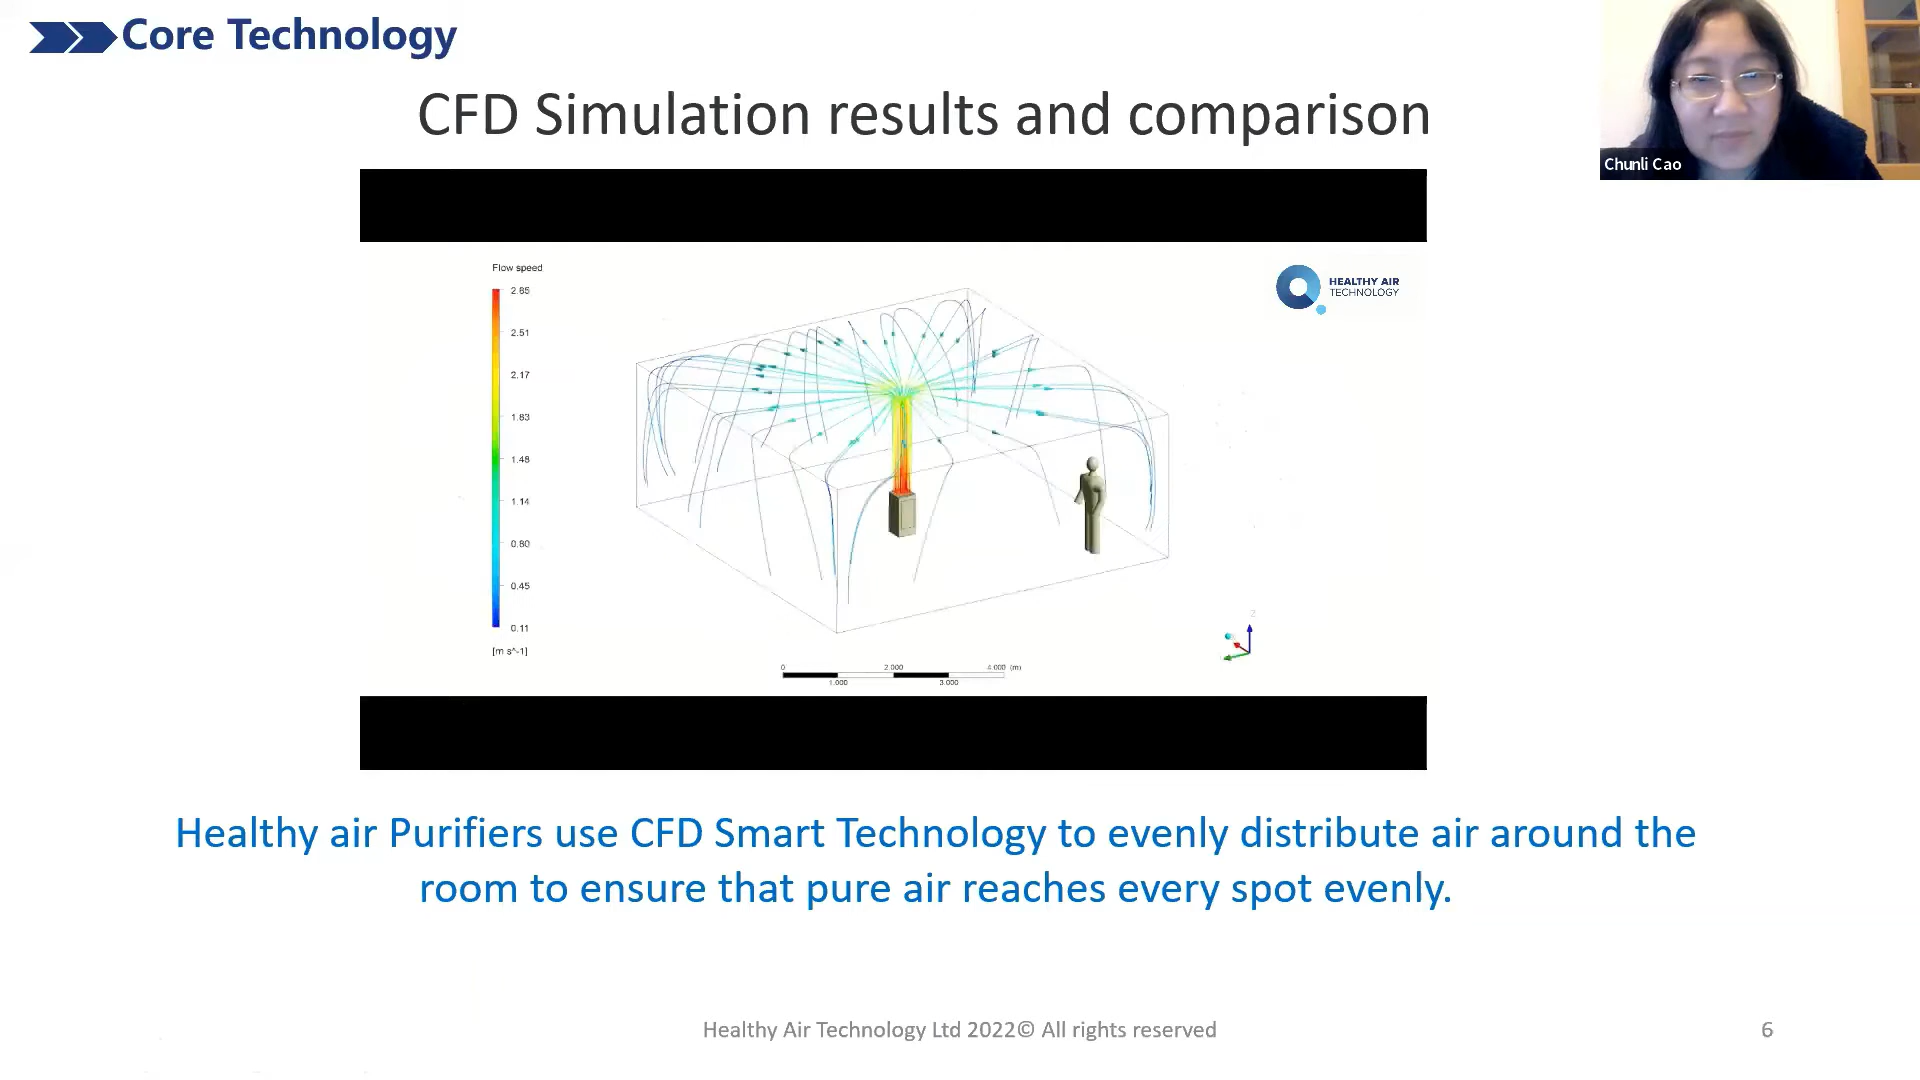 Core Technology
CFD Simulation results and comparison
Chunli Cao
Flow speed
2.85
2.51
2.17
1.83
1.48
1.14
0.80
0.45
0.11
[m s^-1]
HEALTHY AIR
TECHNOLOGY
Z
0
2.000
4.000 (m)
1.000
3.000
Healthy air Purifiers use CFD Smart Technology to evenly distribute air around the
room to ensure that pure air reaches every spot evenly.
Healthy Air Technology Ltd 2022© All rights reserved
6